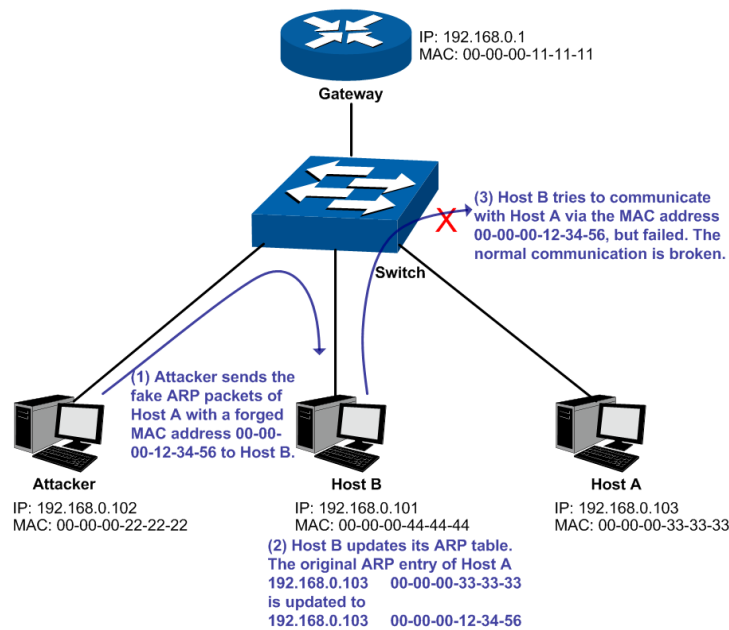 IP: 192.168.0.1
MAC: 00-00-00-11-11-11
Gateway
(3) Host B tries to communicate
with Host A via the MAC address
00-00-00-12-34-56, but failed. The
normal communication is broken.
X
Switch
(1) Attacker sends the
fake ARP packets of
Host A with a forged
MAC address 00-00-
00-12-34-56 to Host B.
Attacker
IP: 192.168.0.102
MAC: 00-00-00-22-22-22
Host B
IP: 192.168.0.101
MAC: 00-00-00-44-44-44
Host A
IP: 192.168.0.103
MAC: 00-00-00-33-33-33
(2) Host B updates its ARP table.
The original ARP entry of Host A
192.168.0.103 00-00-00-33-33-33
is updated to
192.168.0.103 00-00-00-12-34-56